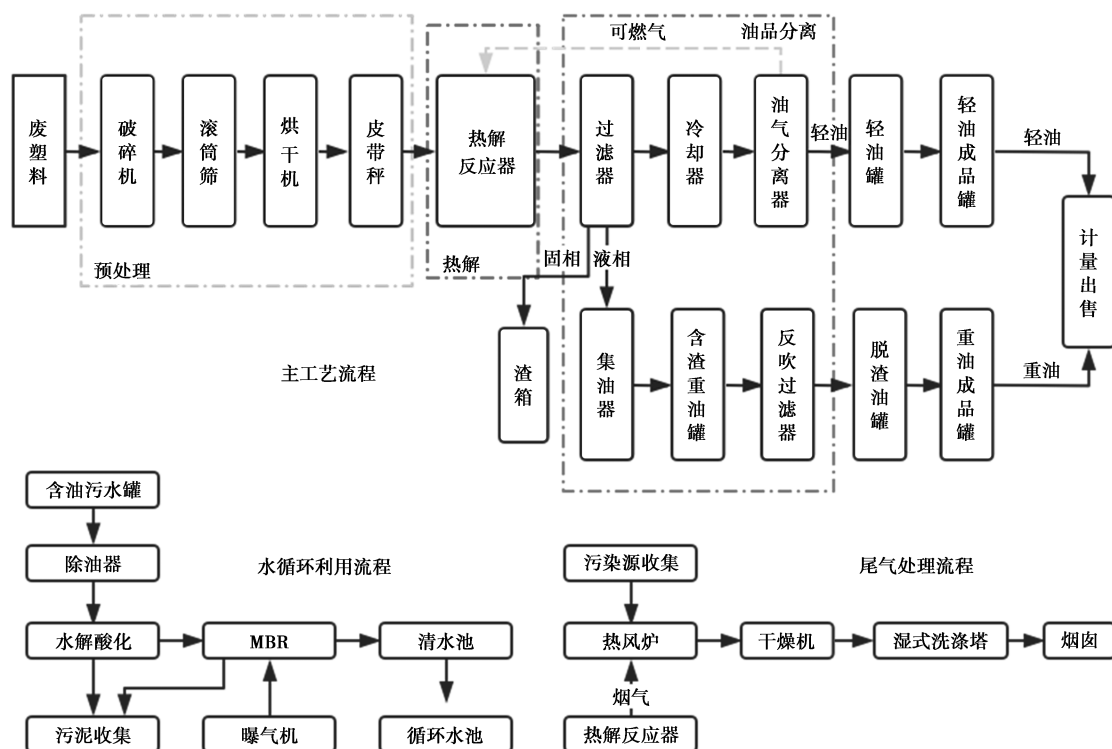 可燃气
油品分离
废塑料
破碎机
滚筒筛
烘干机
皮带秤
热解
反应器
过滤器
冷却器
油气分离器
轻油
轻油罐
轻油成品罐
轻油
计量出售
预处理
热解
固相
液相
主工艺流程
渣箱
集油器
含渣重油罐
反吹过滤器
脱渣油罐
重油成品罐
重油
含油污水罐
除油器
水循环利用流程
水解酸化
MBR
清水池
污泥收集
曝气机
循环水池
污染源收集
尾气处理流程
热风炉
干燥机
湿式洗涤塔
烟囱
烟气
热解反应器